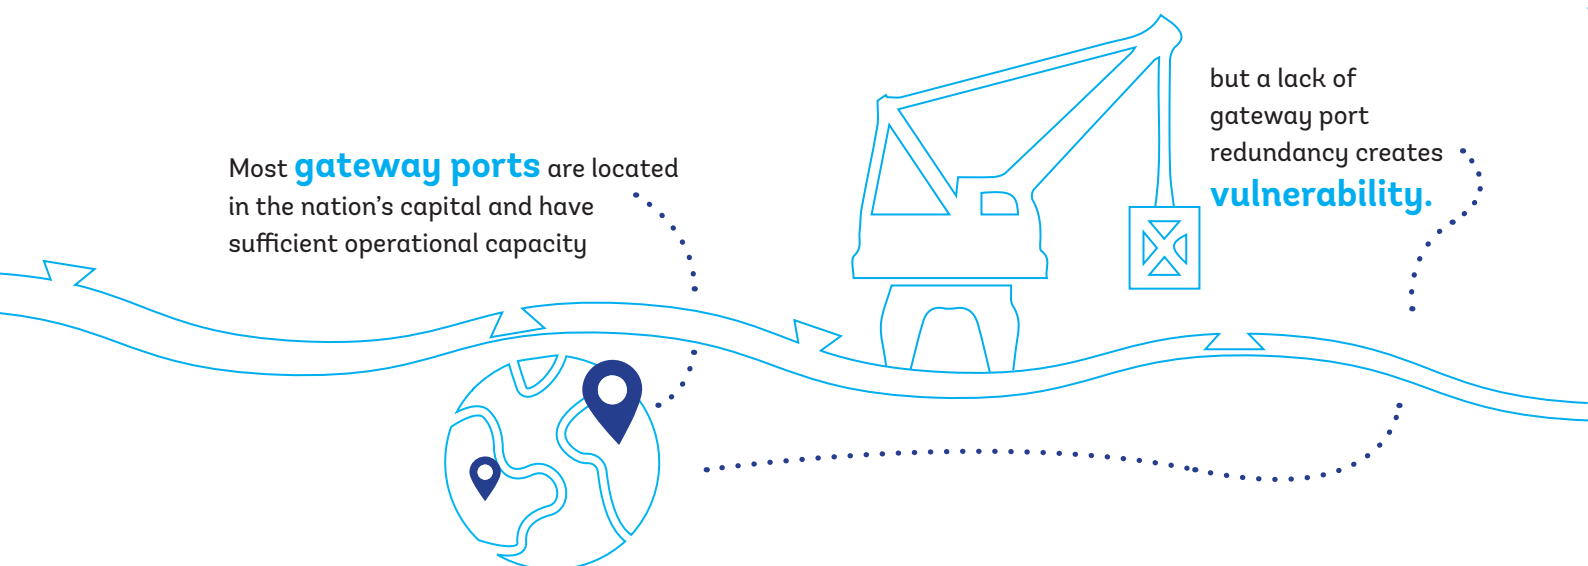 Most gateway ports are located
in the nation's capital and have
sufficient operational capacity
but a lack of
gateway port
redundancy creates
vulnerability.